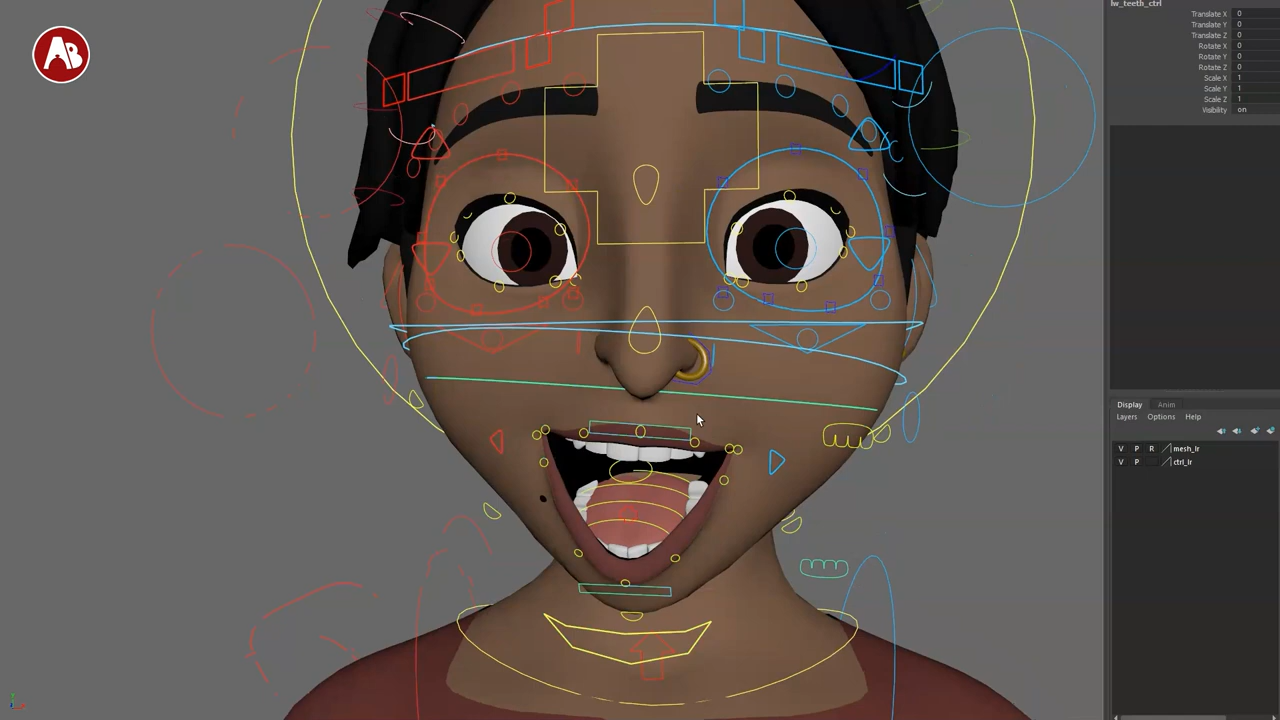 AB
lw_teeth_ctrl
Translate X 0
Translate Y 0
Translate Z 0
Rotate X 0
Rotate Y 0
Rotate Z 0
Scale X 1
Scale Y 1
Scale Z 1
Visibility on
Display Anim
Layers Options Help
V P R mesh_lr
V P ctrl_lr